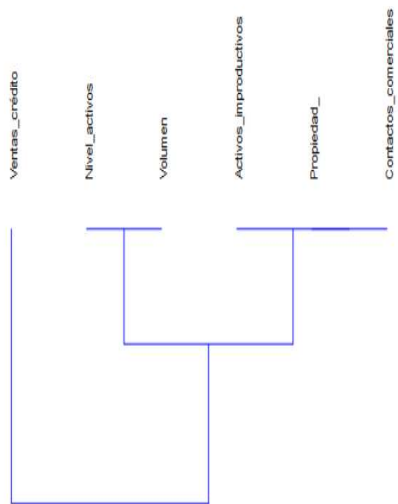 Ventas_crédito
Nivel_activos
Volumen
Activos_improductivos
Propiedad_
Contactos_comerciales